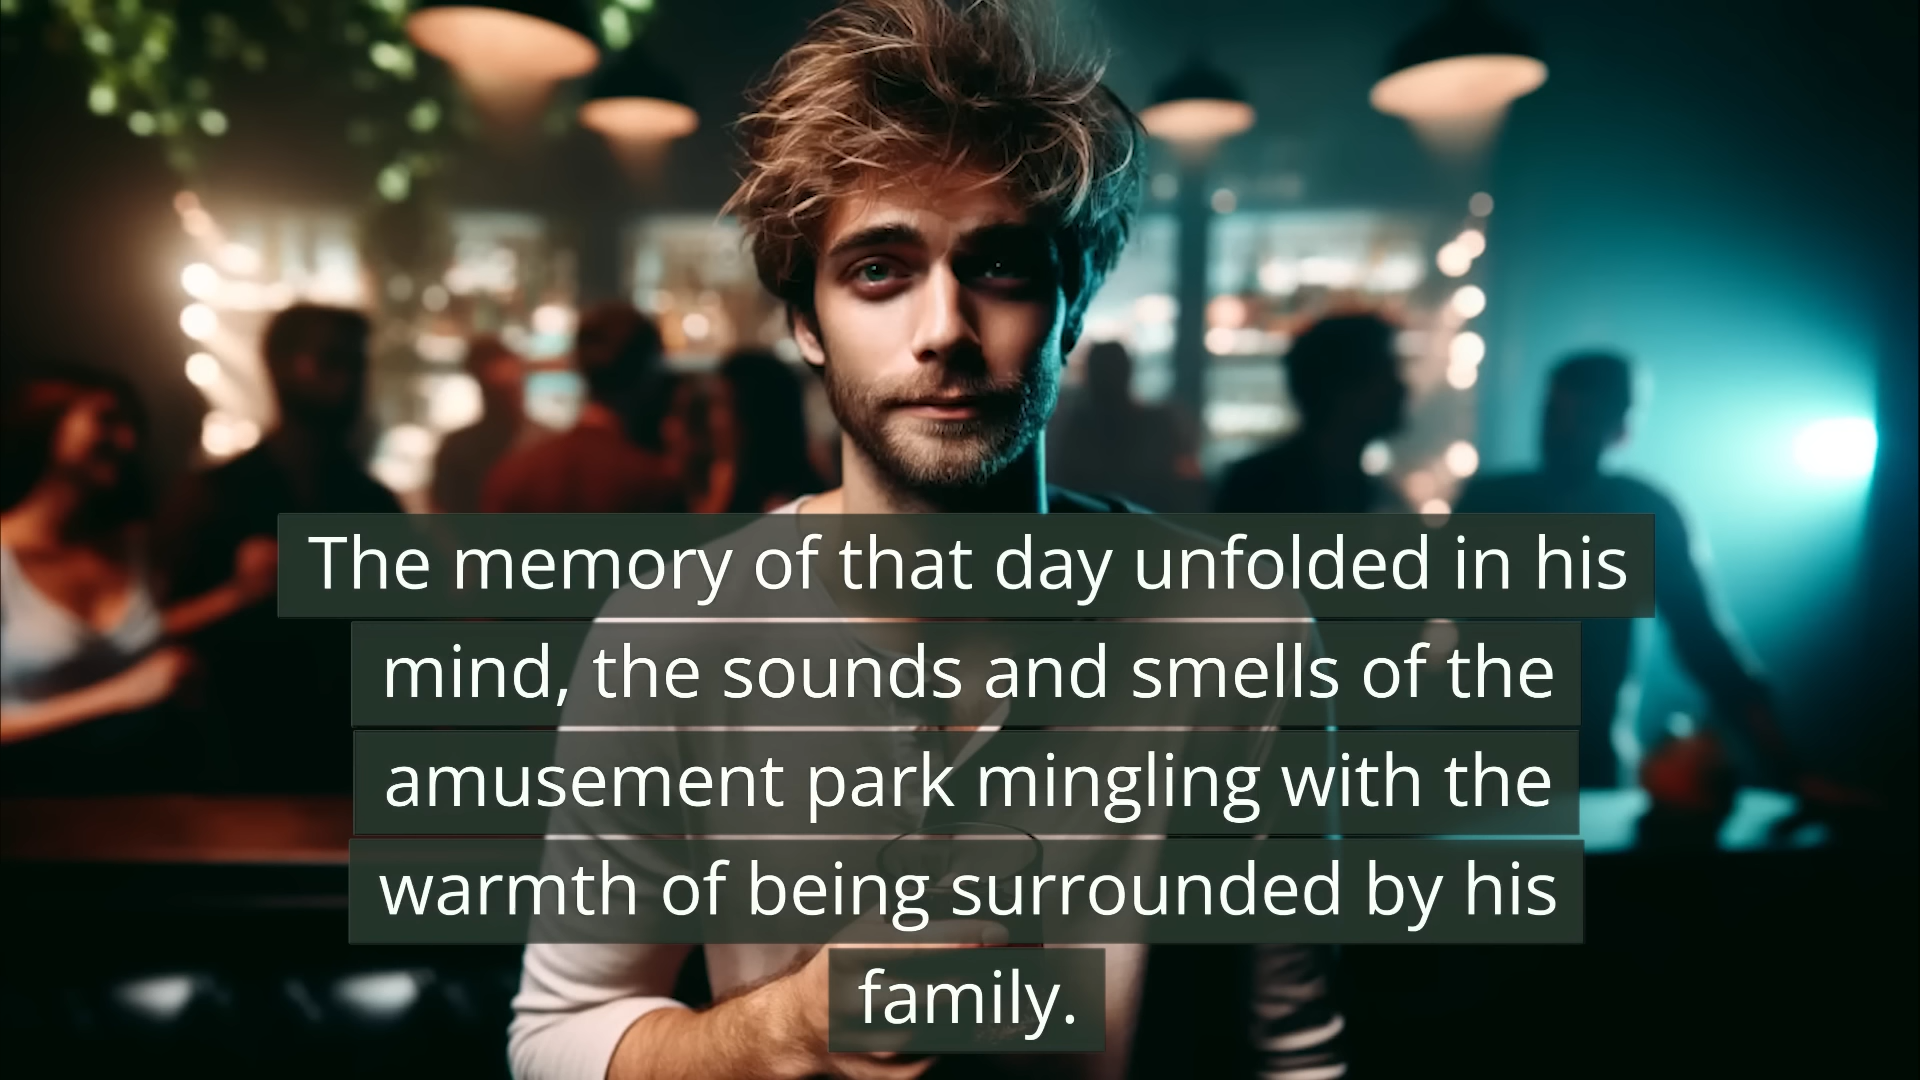 The memory of that day unfolded in his
mind, the sounds and smells of the
amusement park mingling with the
warmth of being surrounded by his
family.